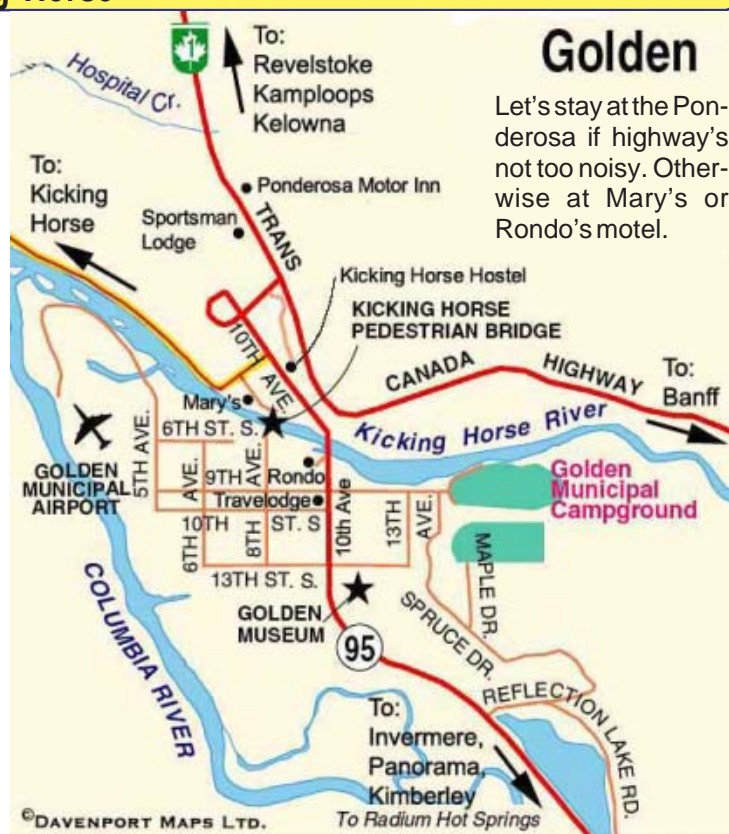 g Horse
Golden
Let's stay at the Pon-
derosa if highway's
not too noisy. Other-
wise at Mary's or
Rondo's motel.
1
To:
Revelstoke
Kamploops
Kelowna
Hospital Cr.
To:
Kicking
Horse
Ponderosa Motor Inn
Sportsman
Lodge
TRANS
Kicking Horse Hostel
KICKING HORSE
PEDESTRIAN BRIDGE
10TH AVE.
CANADA
HIGHWAY
To:
Banff
Mary's
6TH ST. S.
Kicking Horse River
5TH AVE.
GOLDEN
MUNICIPAL
AIRPORT
AVE.
6TH
9TH
AVE.
8TH
Rondo
Travelodge
10TH
ST. S
10th Ave
13TH
AVE.
Golden
Municipal
Campground
13TH ST. S.
MAPLE DR.
GOLDEN
MUSEUM
SPRUCE DR.
95
COLUMBIA RIVER
REFLECTION LAKE RD.
To:
Invermere,
Panorama,
Kimberley
To Radium Hot Springs
©DAVENPORT MAPS LTD.